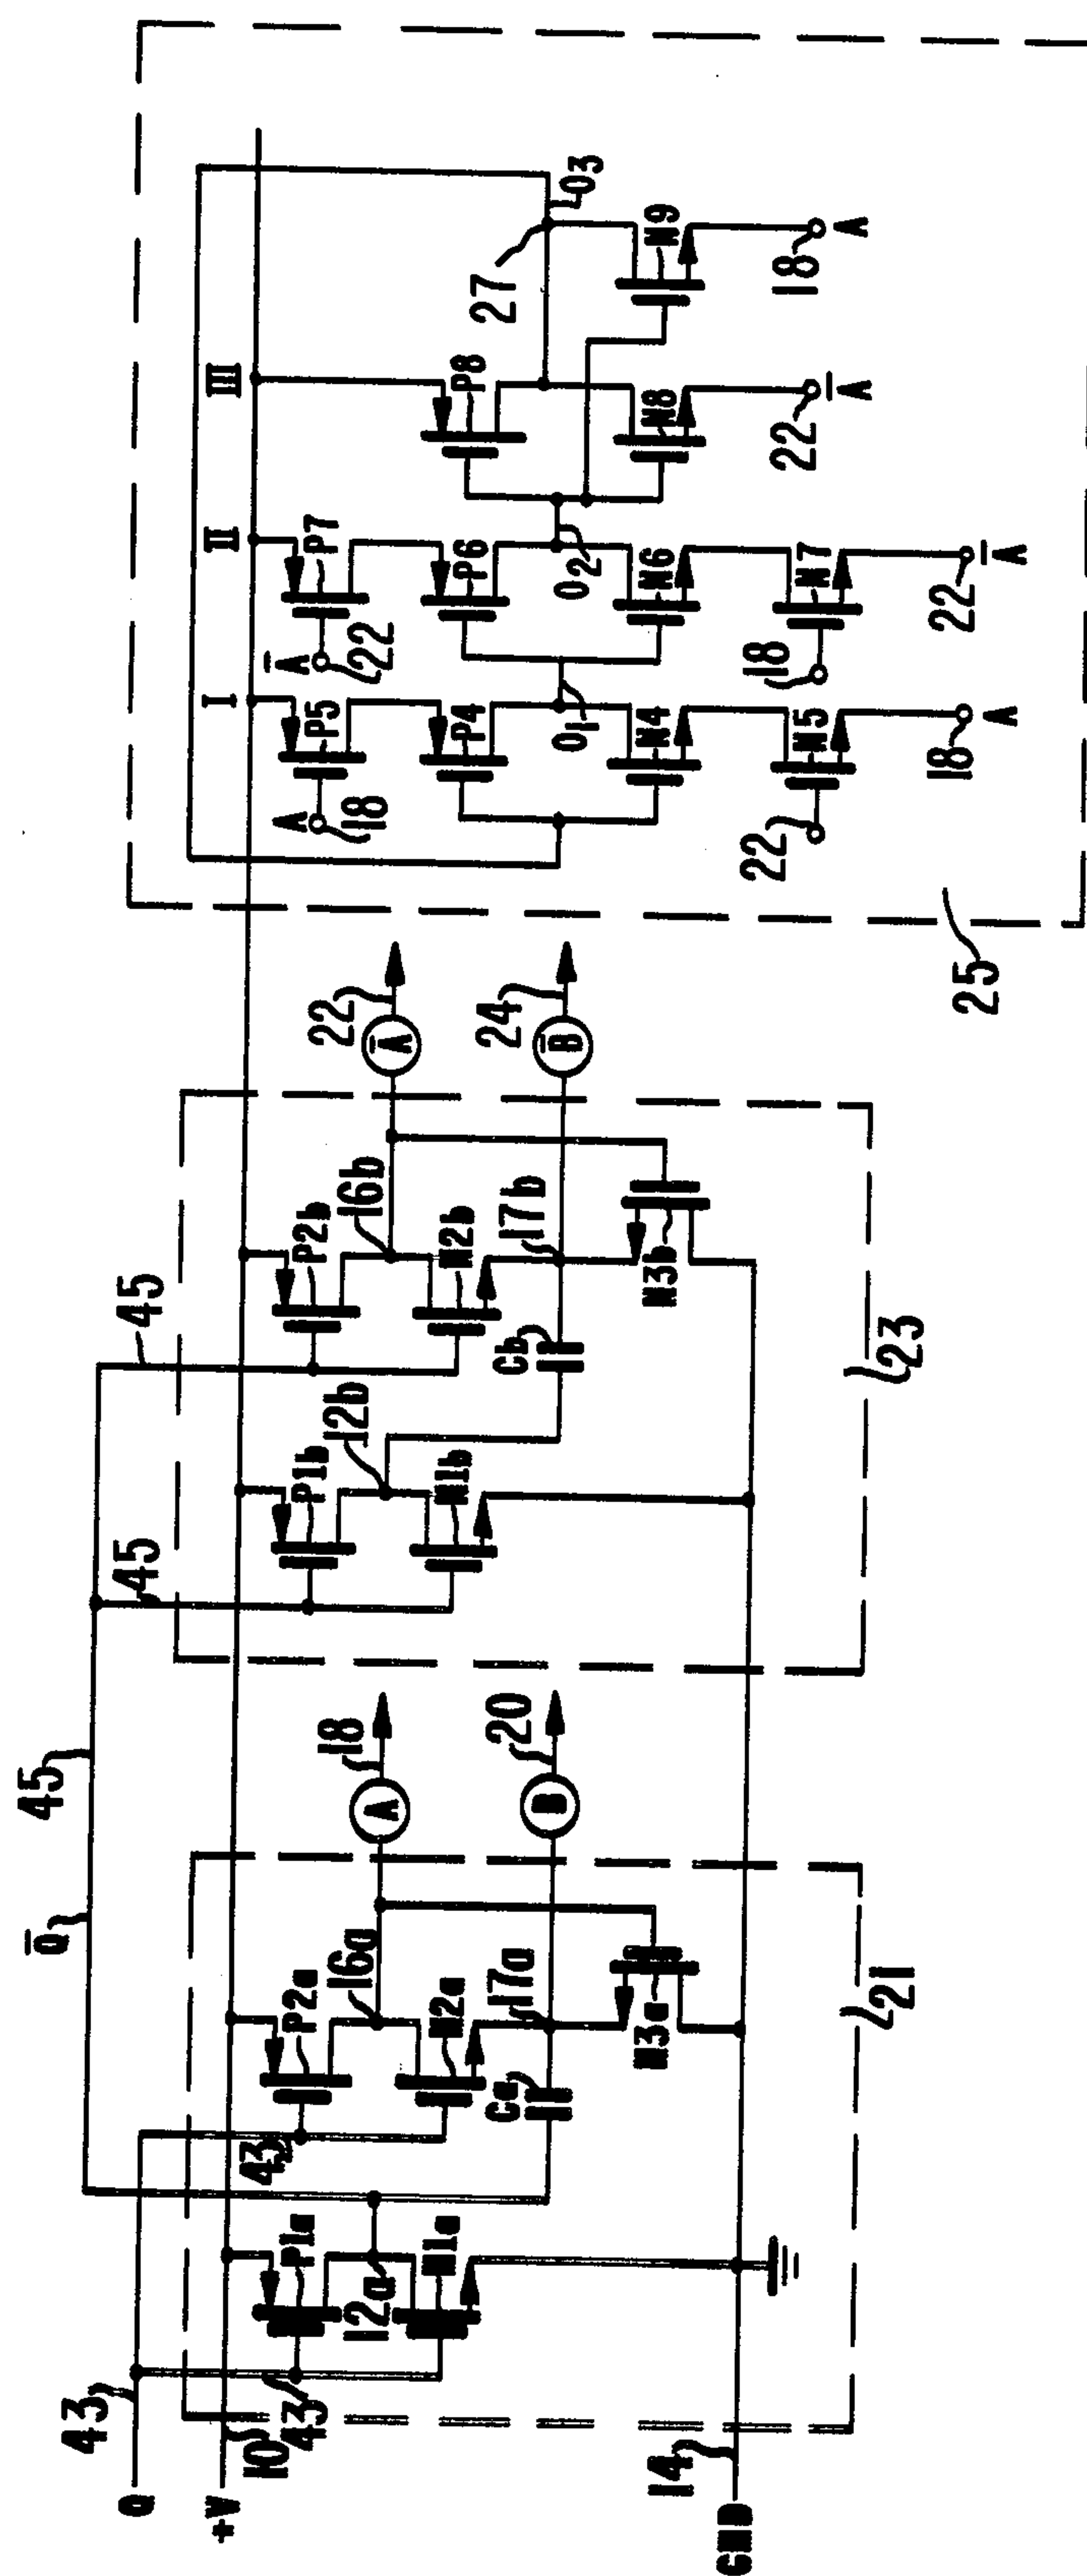 Q
43
+V
10
43
P1a
12a
N1a
14
GND
Q̅
45
43
P2a
16a
N2a
17a
Ca
N3a
21
A
18
B
20
45
45
P1b
12b
N1b
P2b
16b
N2b
17b
Cb
N3b
23
A̅
22
B̅
24
25
I
II
III
A
18
P5
P4
O1
N4
22
N5
18
A
A̅
22
P7
P6
O2
N6
18
N7
22
A̅
P8
N8
22
A̅
27
O3
N9
18
A